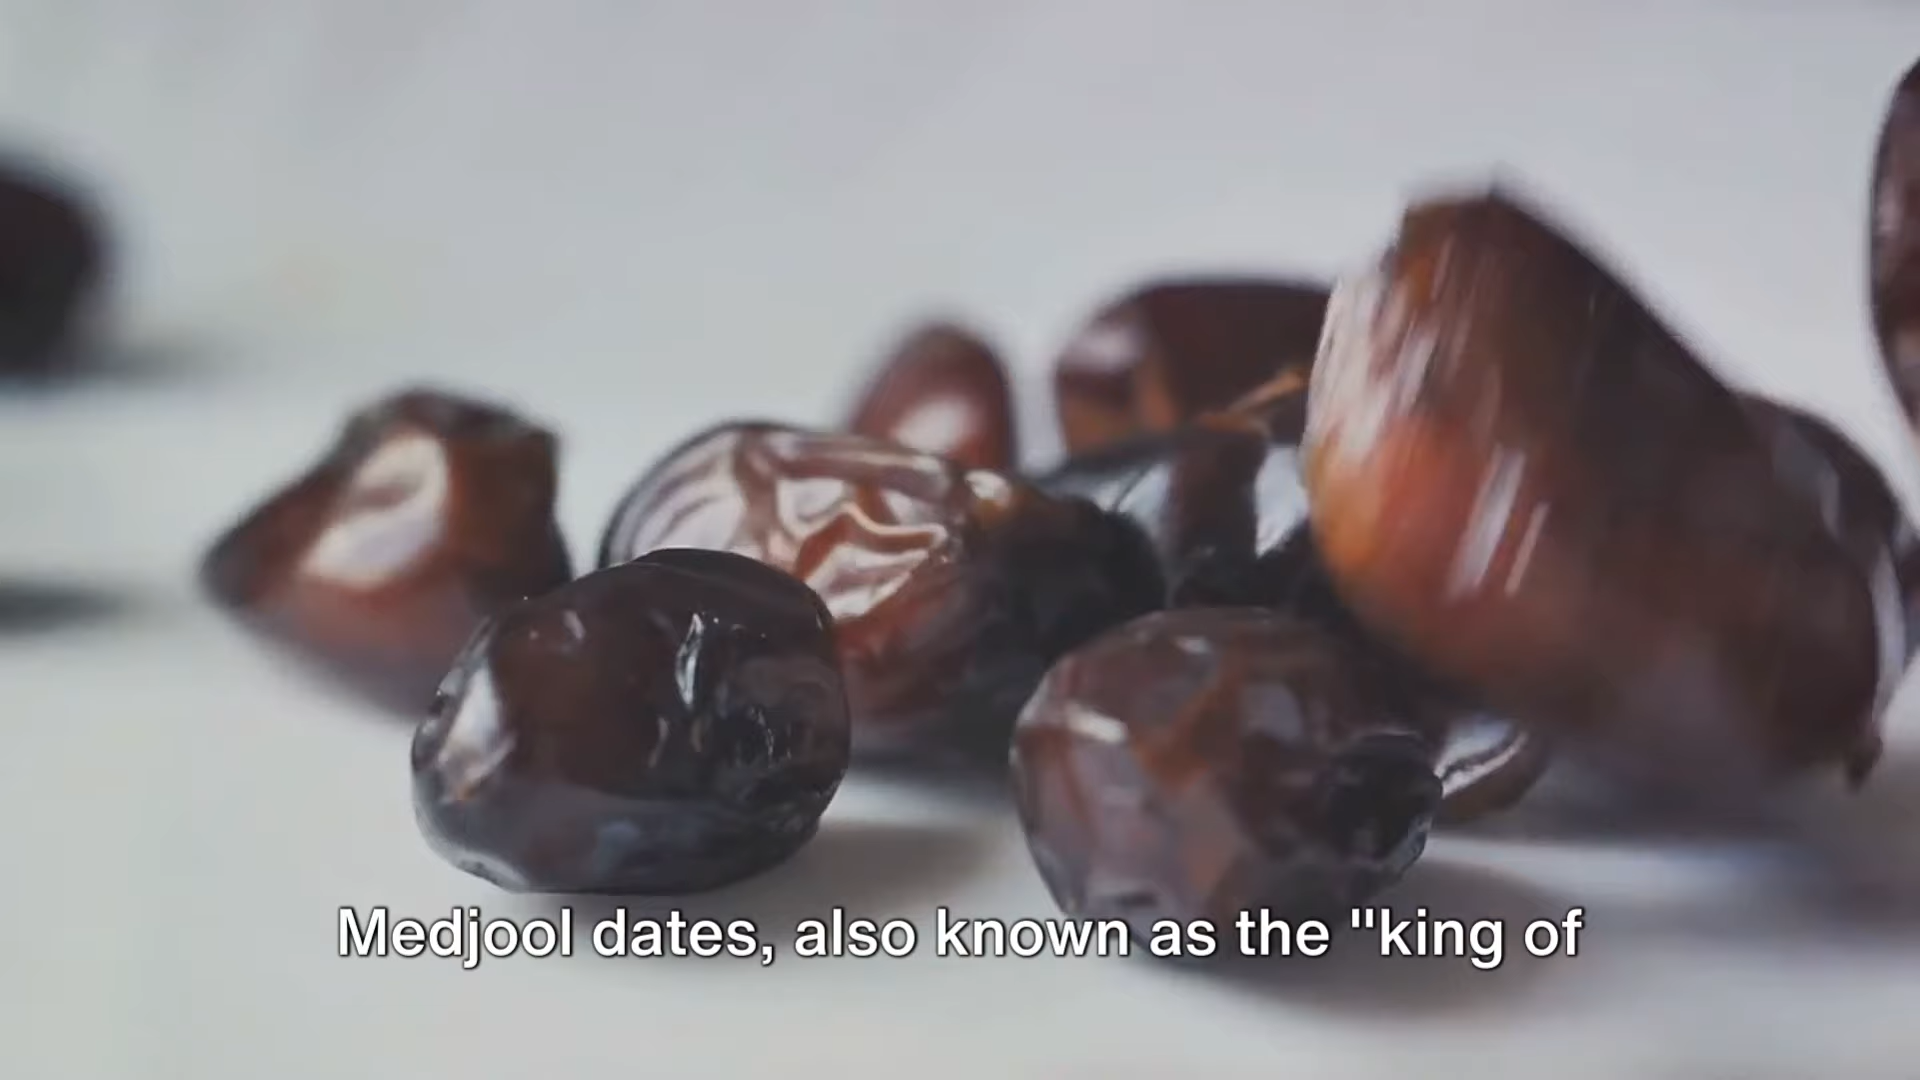 Medjool dates, also known as the "king of